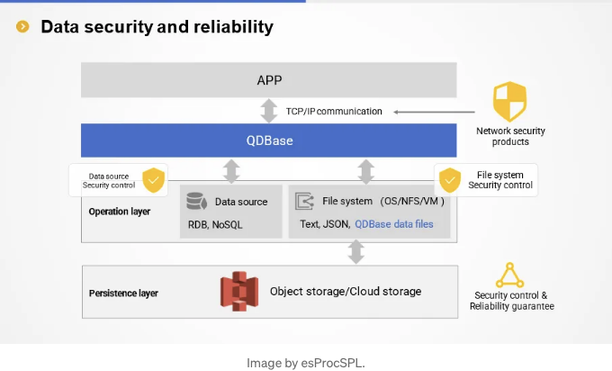 Data security and reliability
APP
TCP/IP communication
Network security
products
QDBase
Data source
Security control
File system
Security control
Operation layer
Data source
RDB, NoSQL
File system (OS/NFS/VM )
Text, JSON, QDBase data files
Persistence layer
Object storage/Cloud storage
Security control &
Reliability guarantee
Image by esProcSPL.